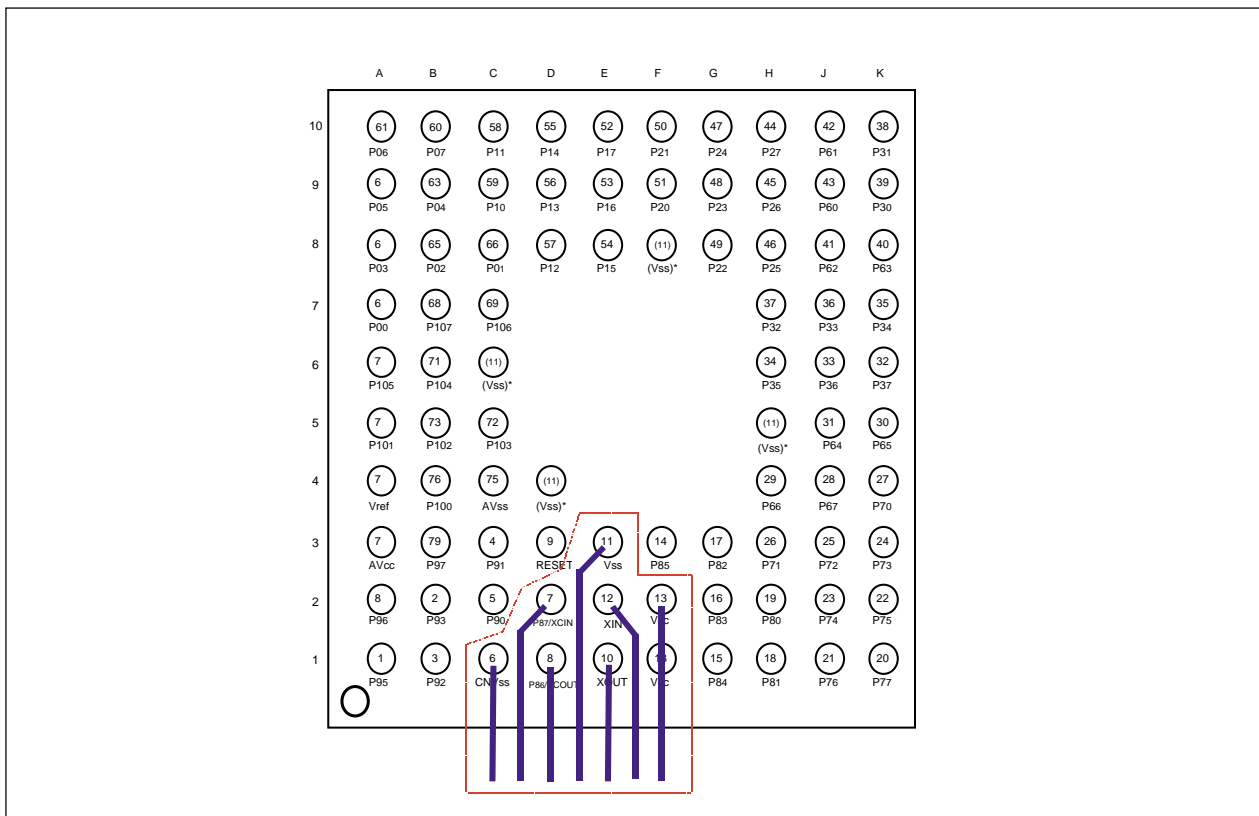 A B C D E F G H J K
10 61 60 58 55 52 50 47 44 42 38
P06 P07 P11 P14 P17 P21 P24 P27 P61 P31
9 6 63 59 56 53 51 48 45 43 39
P05 P04 P10 P13 P16 P20 P23 P26 P60 P30
8 6 65 66 57 54 (11) 49 46 41 40
P03 P02 P01 P12 P15 (Vss)* P22 P25 P62 P63
7 6 68 69 37 36 35
P00 P107 P106 P32 P33 P34
6 7 71 (11) 34 33 32
P105 P104 (Vss)* P35 P36 P37
5 7 73 72 (11) 31 30
P101 P102 P103 (Vss)* P64 P65
4 7 76 75 (11) 29 28 27
Vref P100 AVss (Vss)* P66 P67 P70
3 7 79 4 9 11 14 17 26 25 24
AVcc P97 P91 RESET Vss P85 P82 P71 P72 P73
2 8 2 5 7 12 13 16 19 23 22
P96 P93 P90 P87/XCIN XIN Vcc P83 P80 P74 P75
1 1 3 6 8 10 15 18 21 20
P95 P92 CNVss P86/XCOUT XOUT Vcc P84 P81 P76 P77